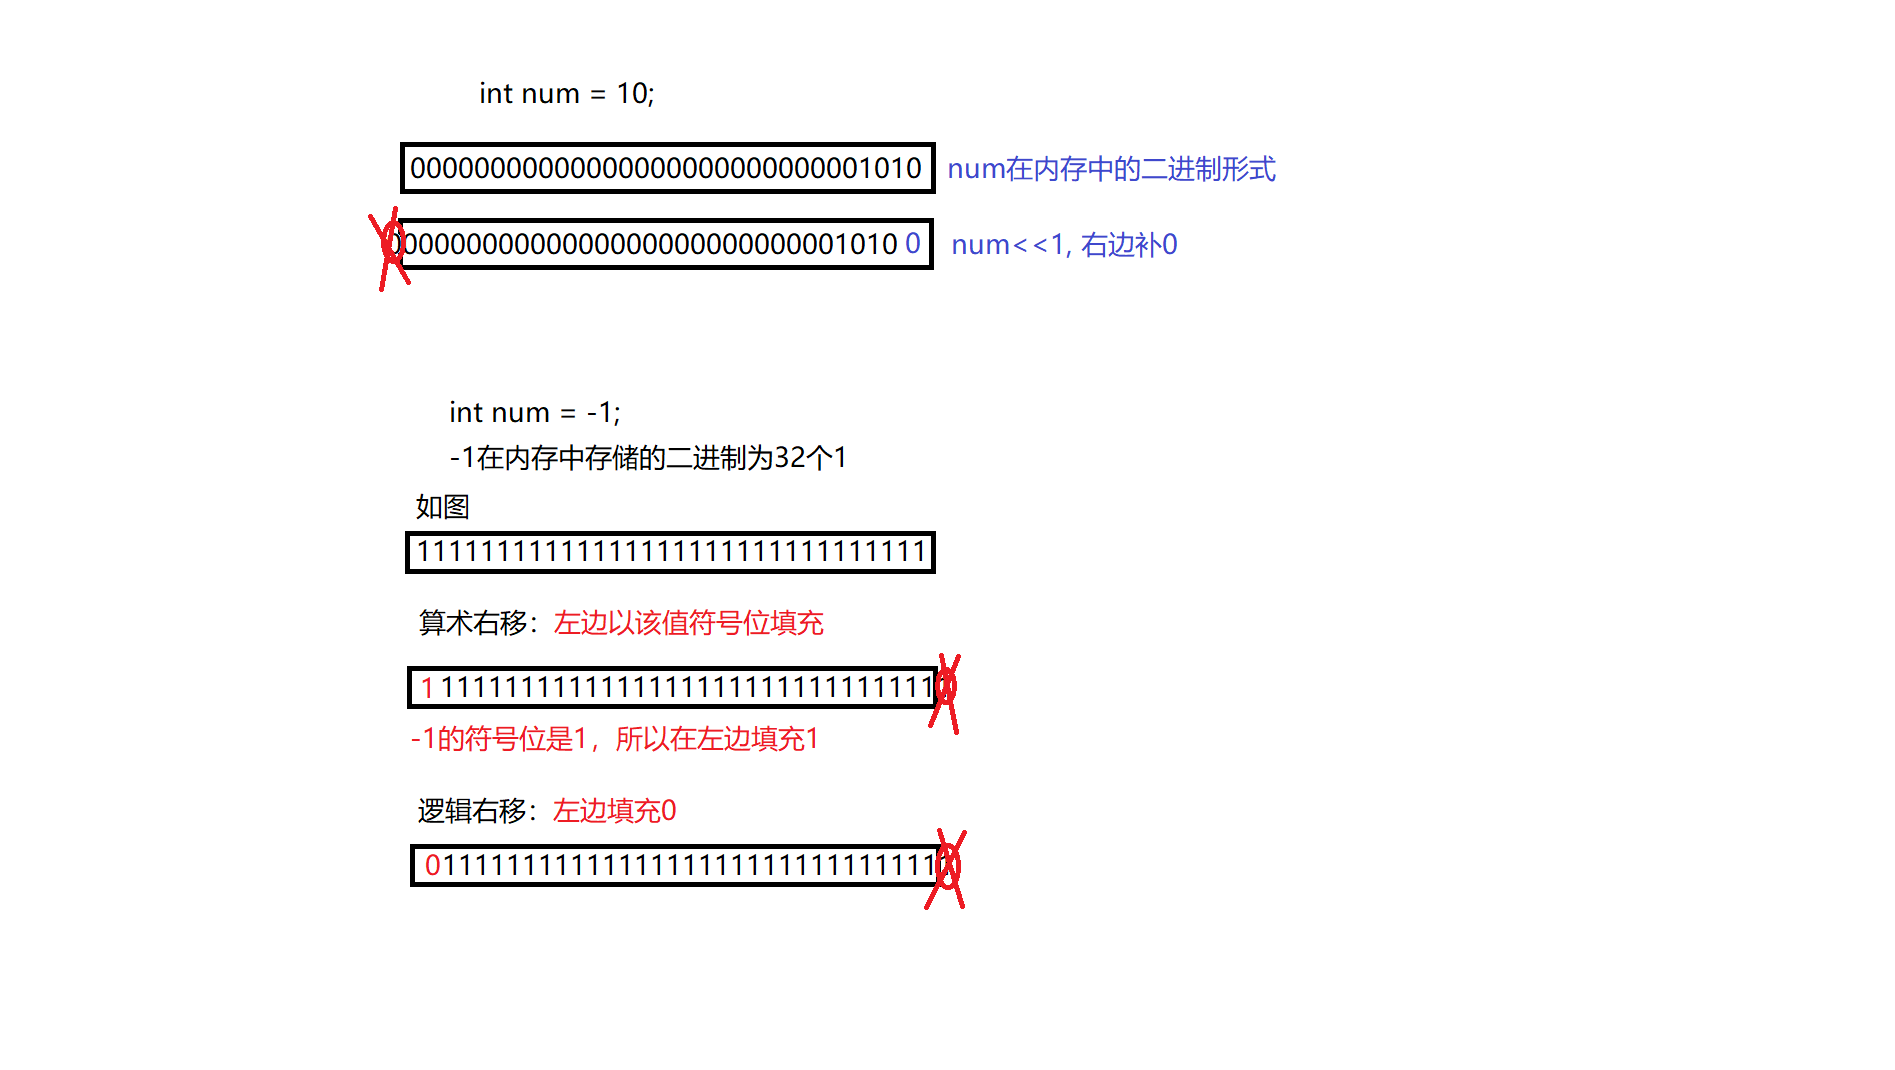 int num = 10;
00000000000000000000000000001010 num在内存中的二进制形式
00000000000000000000000000001010 0 num<<1, 右边补0
int num = -1;
-1在内存中存储的二进制为32个1
如图
11111111111111111111111111111111
算术右移：左边以该值符号位填充
1 11111111111111111111111111111111
-1的符号位是1，所以在左边填充1
逻辑右移：左边填充0
011111111111111111111111111111111